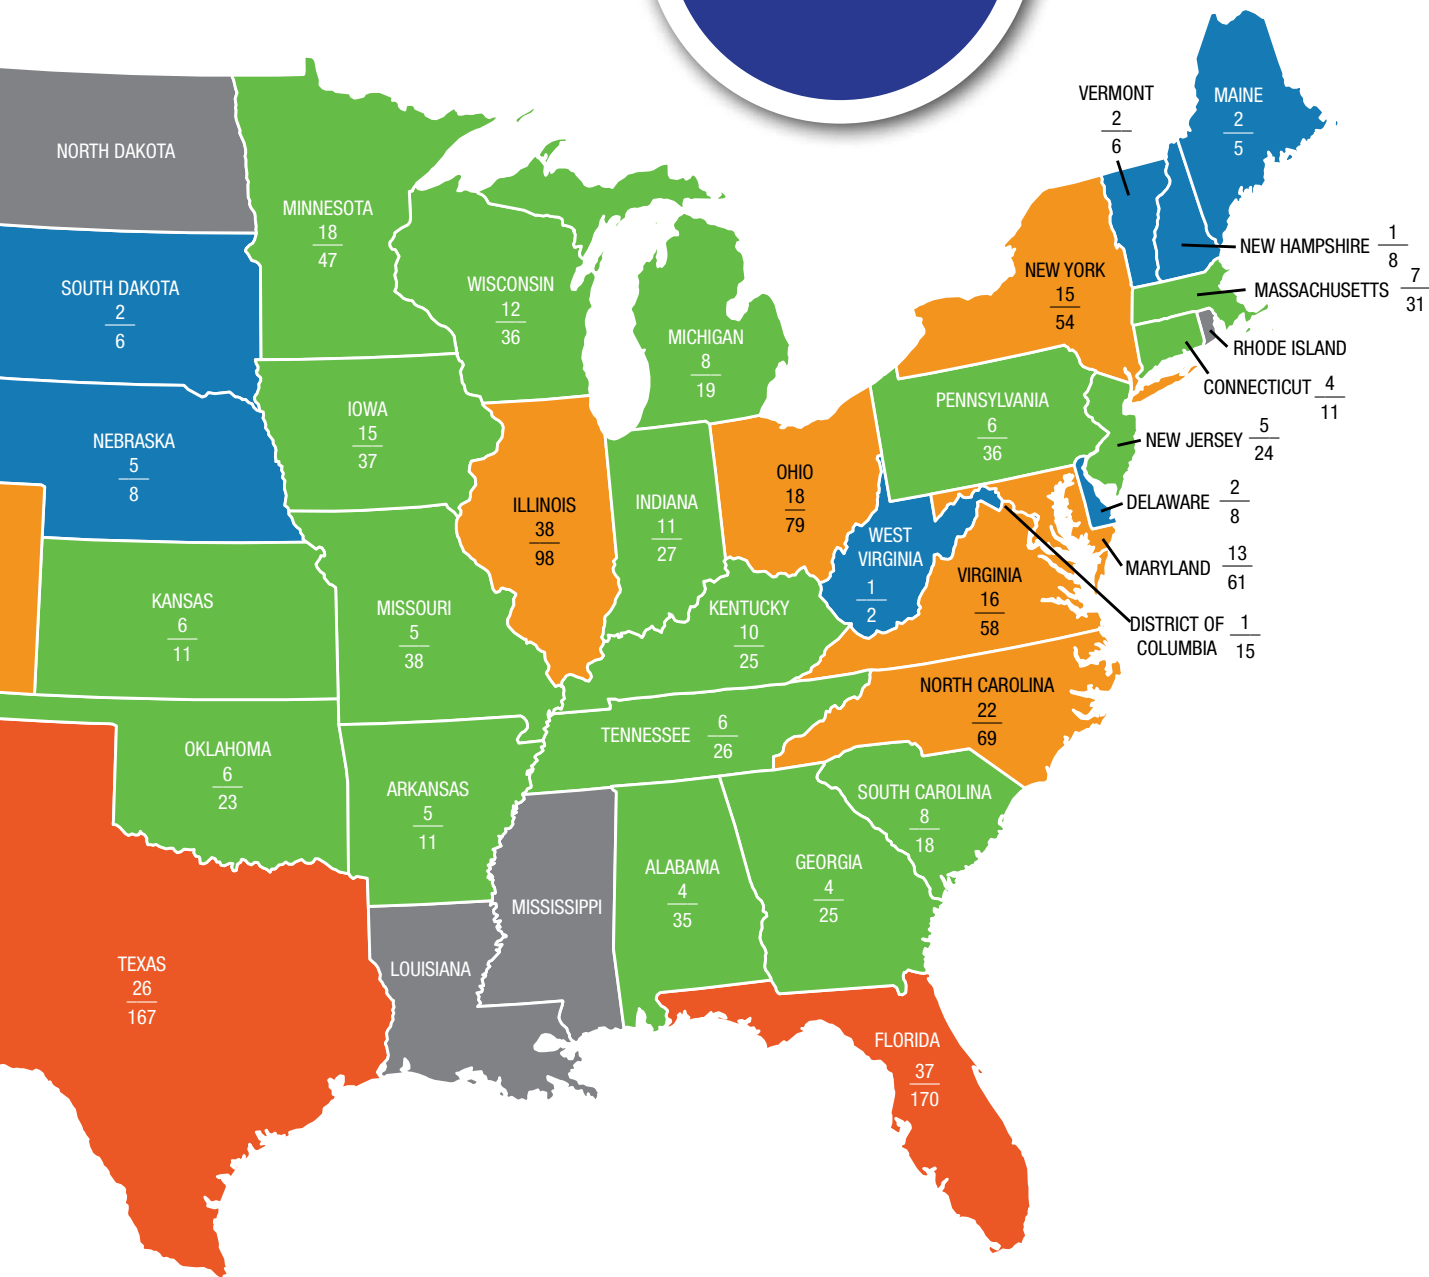 NORTH DAKOTA
MINNESOTA
18
47
SOUTH DAKOTA
2
6
WISCONSIN
12
36
MICHIGAN
8
19
IOWA
15
37
NEBRASKA
5
8
ILLINOIS
38
98
INDIANA
11
27
OHIO
18
79
PENNSYLVANIA
6
36
NEW YORK
15
54
VERMONT
2
6
MAINE
2
5
NEW HAMPSHIRE 1
8
MASSACHUSETTS 7
31
RHODE ISLAND
CONNECTICUT 4
11
NEW JERSEY 5
24
DELAWARE 2
8
MARYLAND 13
61
DISTRICT OF
COLUMBIA 1
15
WEST
VIRGINIA
1
2
VIRGINIA
16
58
KANSAS
6
11
MISSOURI
5
38
KENTUCKY
10
25
NORTH CAROLINA
22
69
TENNESSEE 6
26
OKLAHOMA
6
23
ARKANSAS
5
11
SOUTH CAROLINA
8
18
ALABAMA
4
35
GEORGIA
4
25
MISSISSIPPI
LOUISIANA
TEXAS
26
167
FLORIDA
37
170